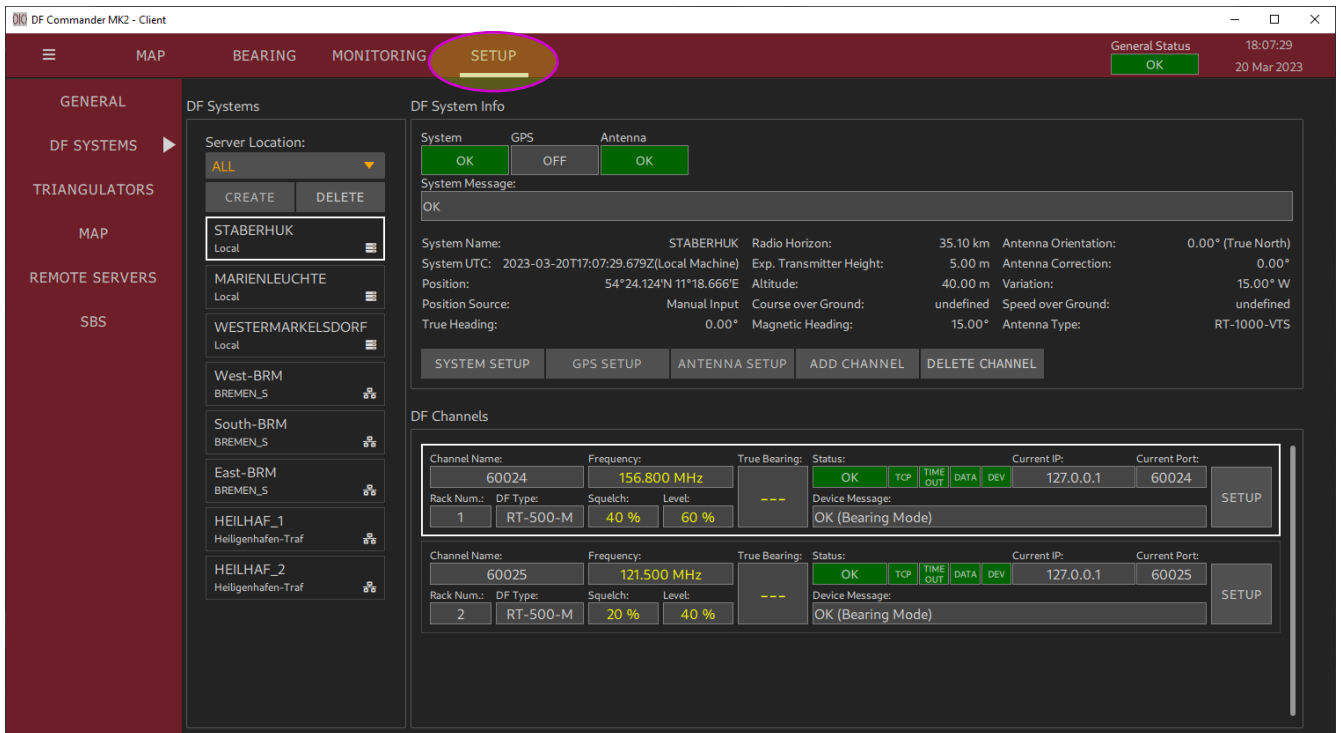 DF Commander MK2 - Client
MAP BEARING MONITORING SETUP
General Status
OK
18:07:29
20 Mar 2023
GENERAL
DF SYSTEMS
TRIANGULATORS
MAP
REMOTE SERVERS
SBS
DF Systems
Server Location:
ALL
CREATE DELETE
STABERHUK
Local
MARIENLEUCHTE
Local
WESTERMARKELSDORF
Local
West-BRM
BREMEN_S
South-BRM
BREMEN_S
East-BRM
BREMEN_S
HEILHAF_1
Heiligenhafen-Traf
HEILHAF_2
Heiligenhafen-Traf
DF System Info
System GPS Antenna
OK OFF OK
System Message:
OK
System Name: STABERHUK Radio Horizon: 35.10 km Antenna Orientation: 0.00° (True North)
System UTC: 2023-03-20T17:07:29.679Z(Local Machine) Exp. Transmitter Height: 5.00 m Antenna Correction: 0.00°
Position: 54°24.124'N 11°18.666'E Altitude: 40.00 m Variation: 15.00° W
Position Source: Manual Input Course over Ground: undefined Speed over Ground: undefined
True Heading: 0.00° Magnetic Heading: 15.00° Antenna Type: RT-1000-VTS
SYSTEM SETUP GPS SETUP ANTENNA SETUP ADD CHANNEL DELETE CHANNEL
DF Channels
Channel Name: Frequency: True Bearing: Status: Current IP: Current Port:
60024 156.800 MHz --- OK TCP TIME OUT DATA DEV 127.0.0.1 60024
Rack Num.: DF Type: Squelch: Level: Device Message: SETUP
1 RT-500-M 40 % 60 % OK (Bearing Mode)
Channel Name: Frequency: True Bearing: Status: Current IP: Current Port:
60025 121.500 MHz --- OK TCP TIME OUT DATA DEV 127.0.0.1 60025
Rack Num.: DF Type: Squelch: Level: Device Message: SETUP
2 RT-500-M 20 % 40 % OK (Bearing Mode)